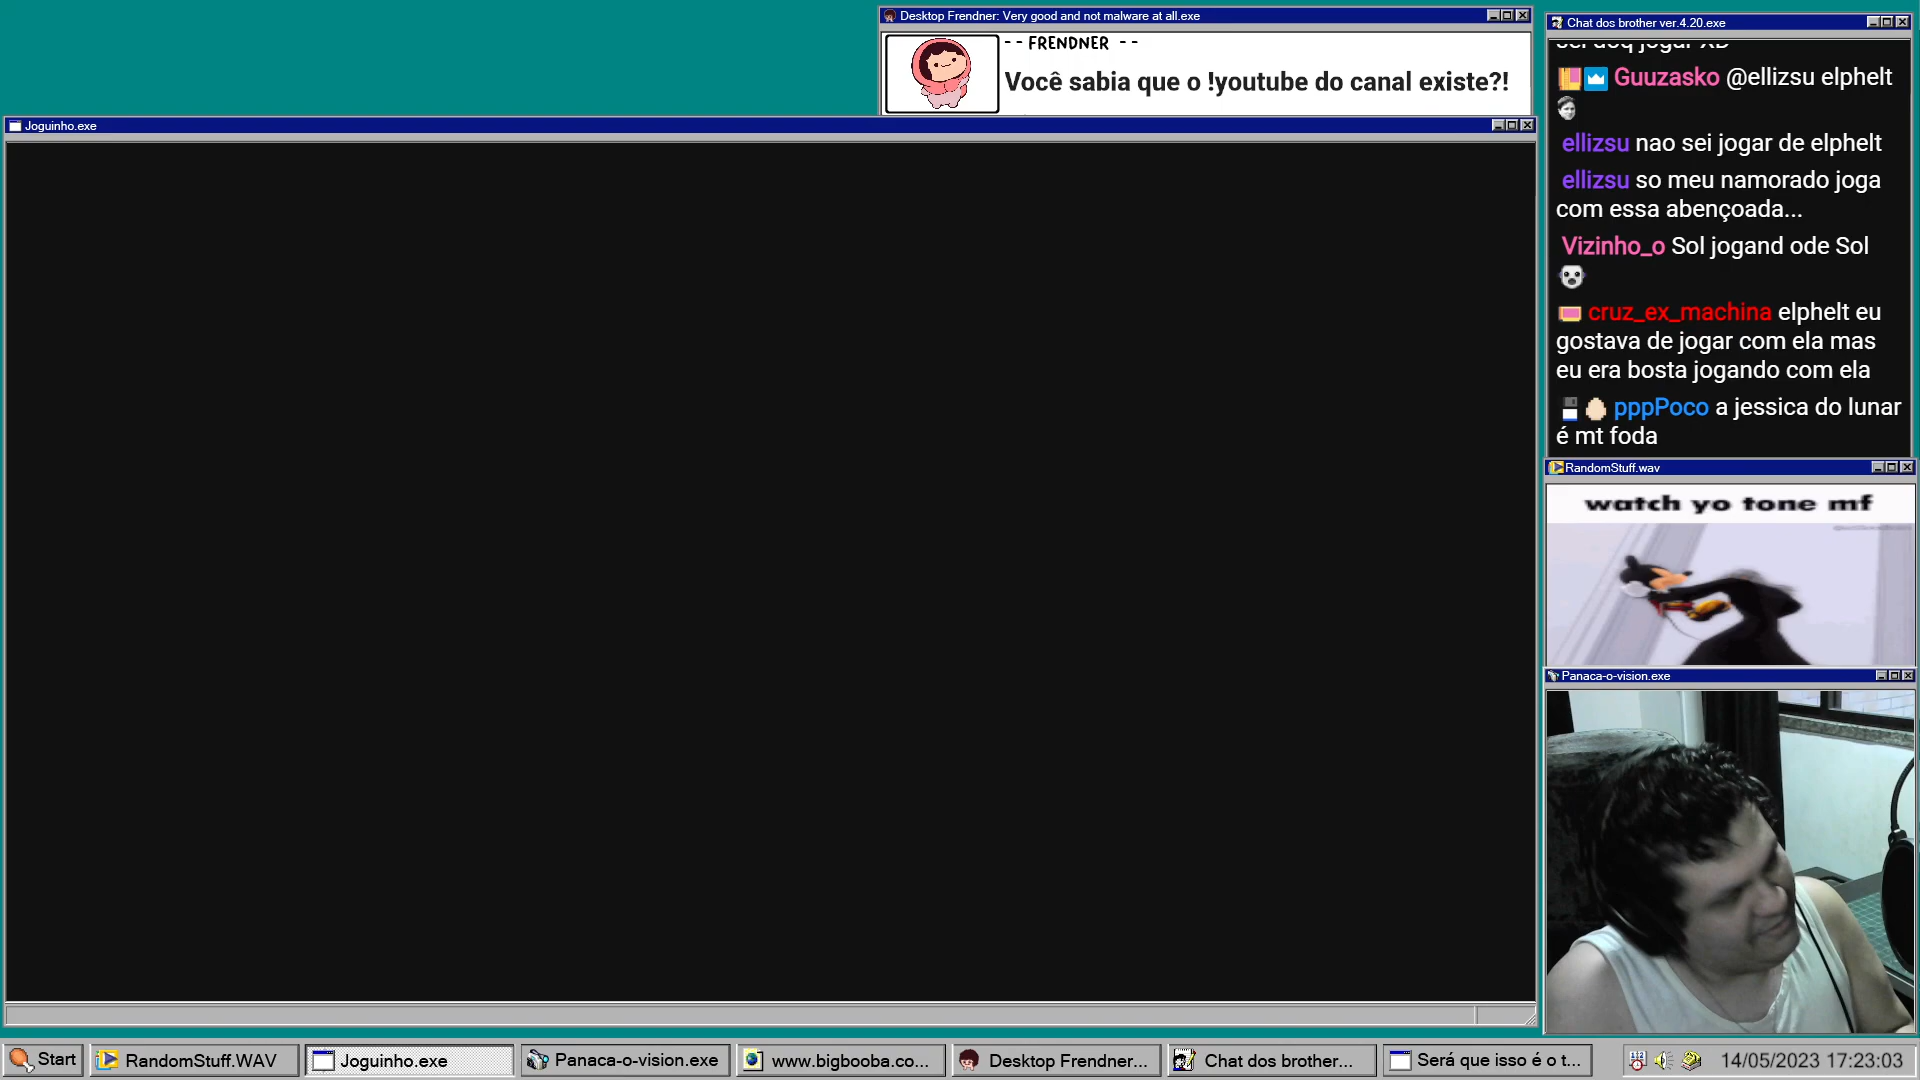 Desktop Frendner: Very good and not malware at all.exe
-- FRENDNER --
Você sabia que o !youtube do canal existe?!
Joguinho.exe
Chat dos brother ver.4.20.exe
sei doq jogar XD
Guuzasko @ellizsu elphelt
ellizsu nao sei jogar de elphelt
ellizsu so meu namorado joga
com essa abençoada...
Vizinho_o Sol jogand ode Sol
cruz_ex_machina elphelt eu
gostava de jogar com ela mas
eu era bosta jogando com ela
pppPoco a jessica do lunar
é mt foda
RandomStuff.wav
watch yo tone mf
Panaca-o-vision.exe
Start
RandomStuff.WAV
Joguinho.exe
Panaca-o-vision.exe
www.bigbooba.co...
Desktop Frendner...
Chat dos brother...
Será que isso é o t...
14/05/2023 17:23:03